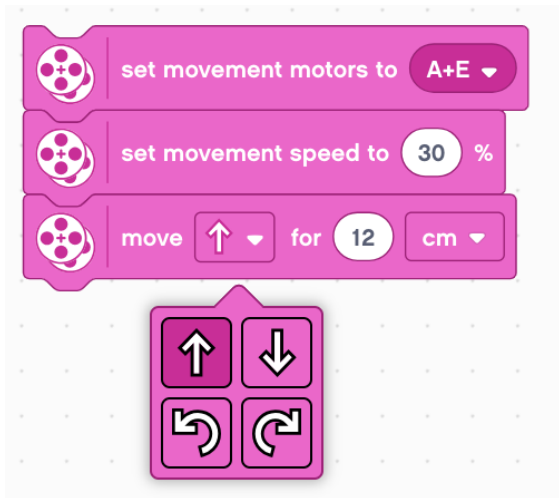 set movement motors to A+E
set movement speed to 30 %
move for 12 cm